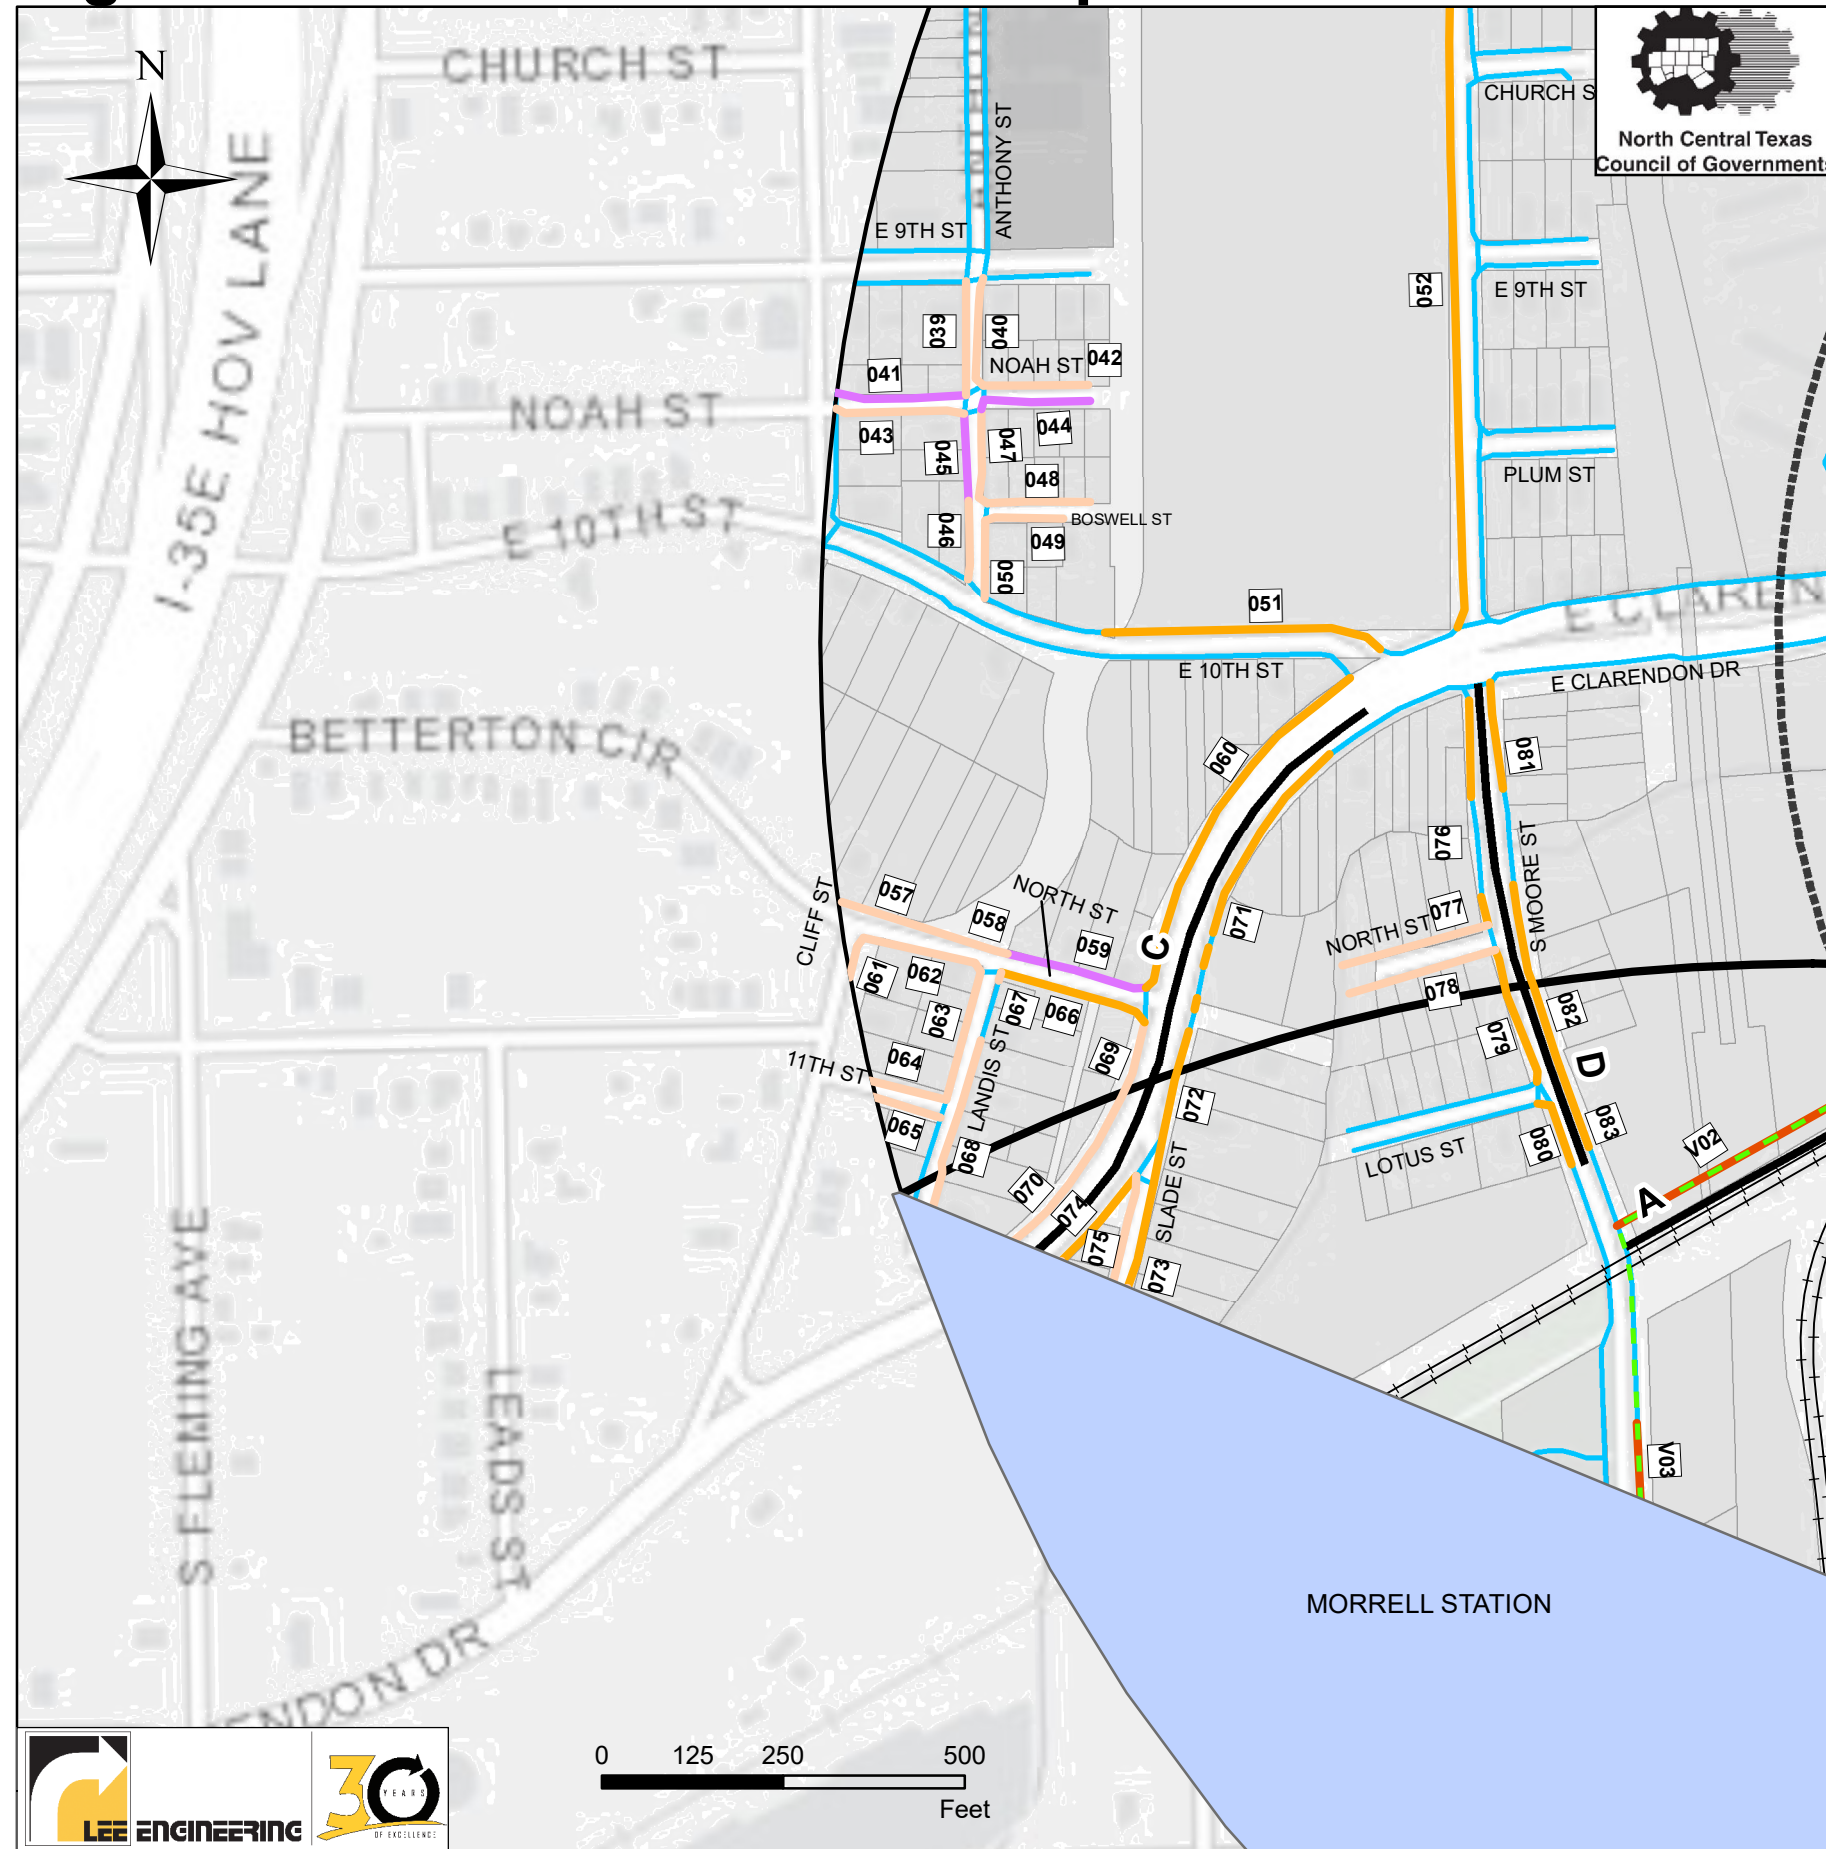 N
CHURCH ST
I-35E HOV LANE
NOAH ST
E 10TH ST
BETTERTON CIR
S FLEMING AVE
LEADS ST
ENDON DR
E CLAREN
ANTHONY ST
E 9TH ST
CHURCH S
North Central Texas
Council of Governments
E 9TH ST
PLUM ST
052
039
040
NOAH ST
042
041
043
044
045
047
048
BOSWELL ST
046
049
050
051
E 10TH ST
E CLARENDON DR
060
081
076
S MOORE ST
CLIFF ST
057
058
NORTH ST
059
C
071
NORTH ST
077
061
062
063
067
066
078
079
082
11TH ST
064
LANDIS ST
069
D
065
068
072
083
080
LOTUS ST
V02
070
074
075
SLADE ST
073
A
V03
MORRELL STATION
0 125 250 500
Feet
LEE ENGINEERING
30
YEARS
OF EXCELLENCE